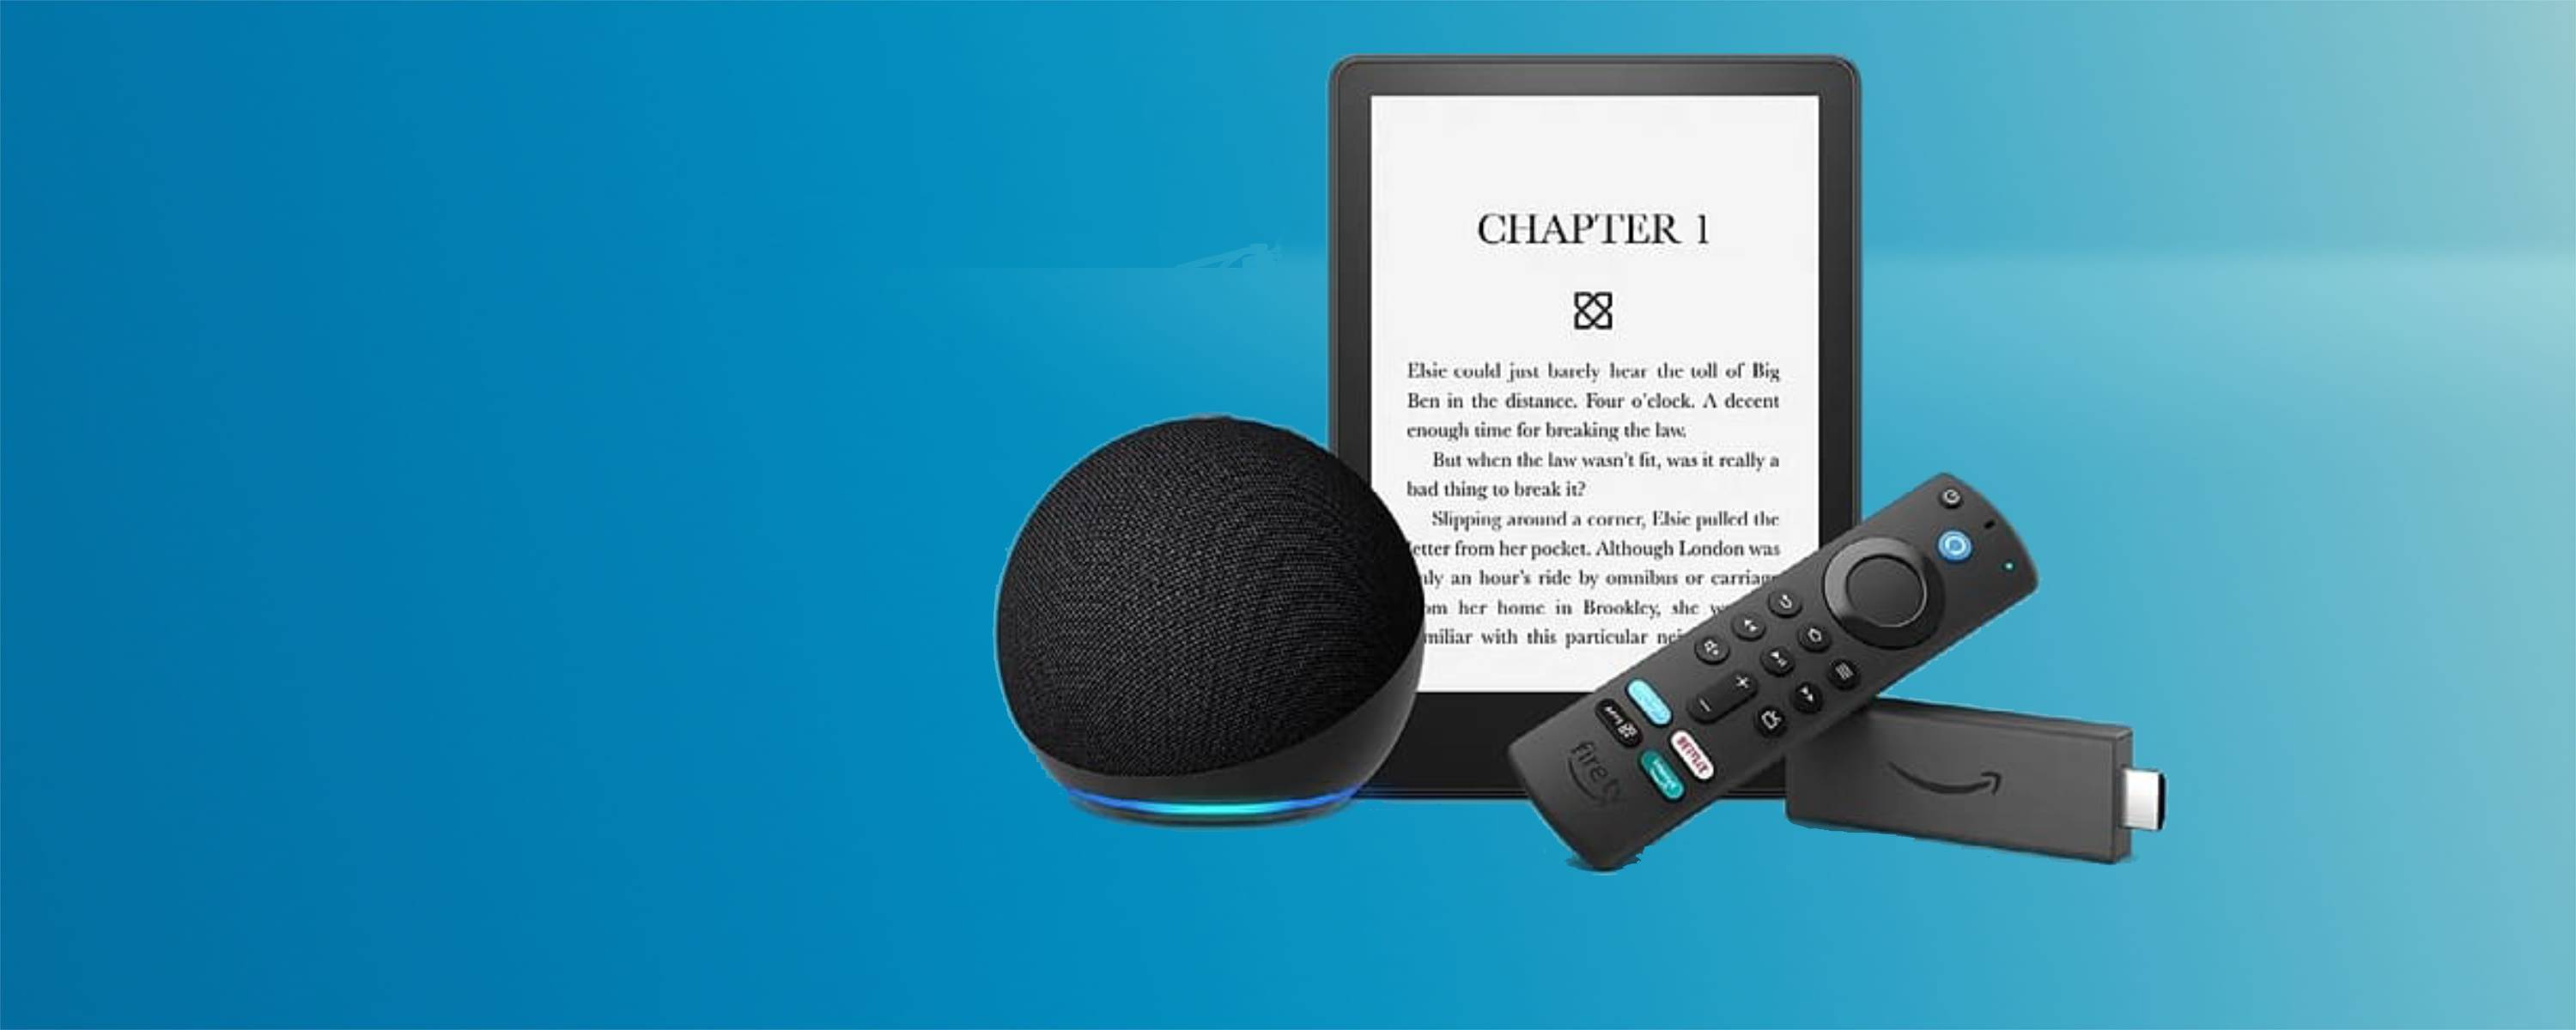 CHAPTER 1
Elsie could just barely hear the toll of Big
Ben in the distance. Four o'clock. A decent
enough time for breaking the law.
But when the law wasn't fit, was it really a
bad thing to break it?
Slipping around a corner, Elsie pulled the
etter from her pocket. Although London was
an hour's ride by omnibus or
her home in Brookley, she
with this particular
NETFLIX
fire tv